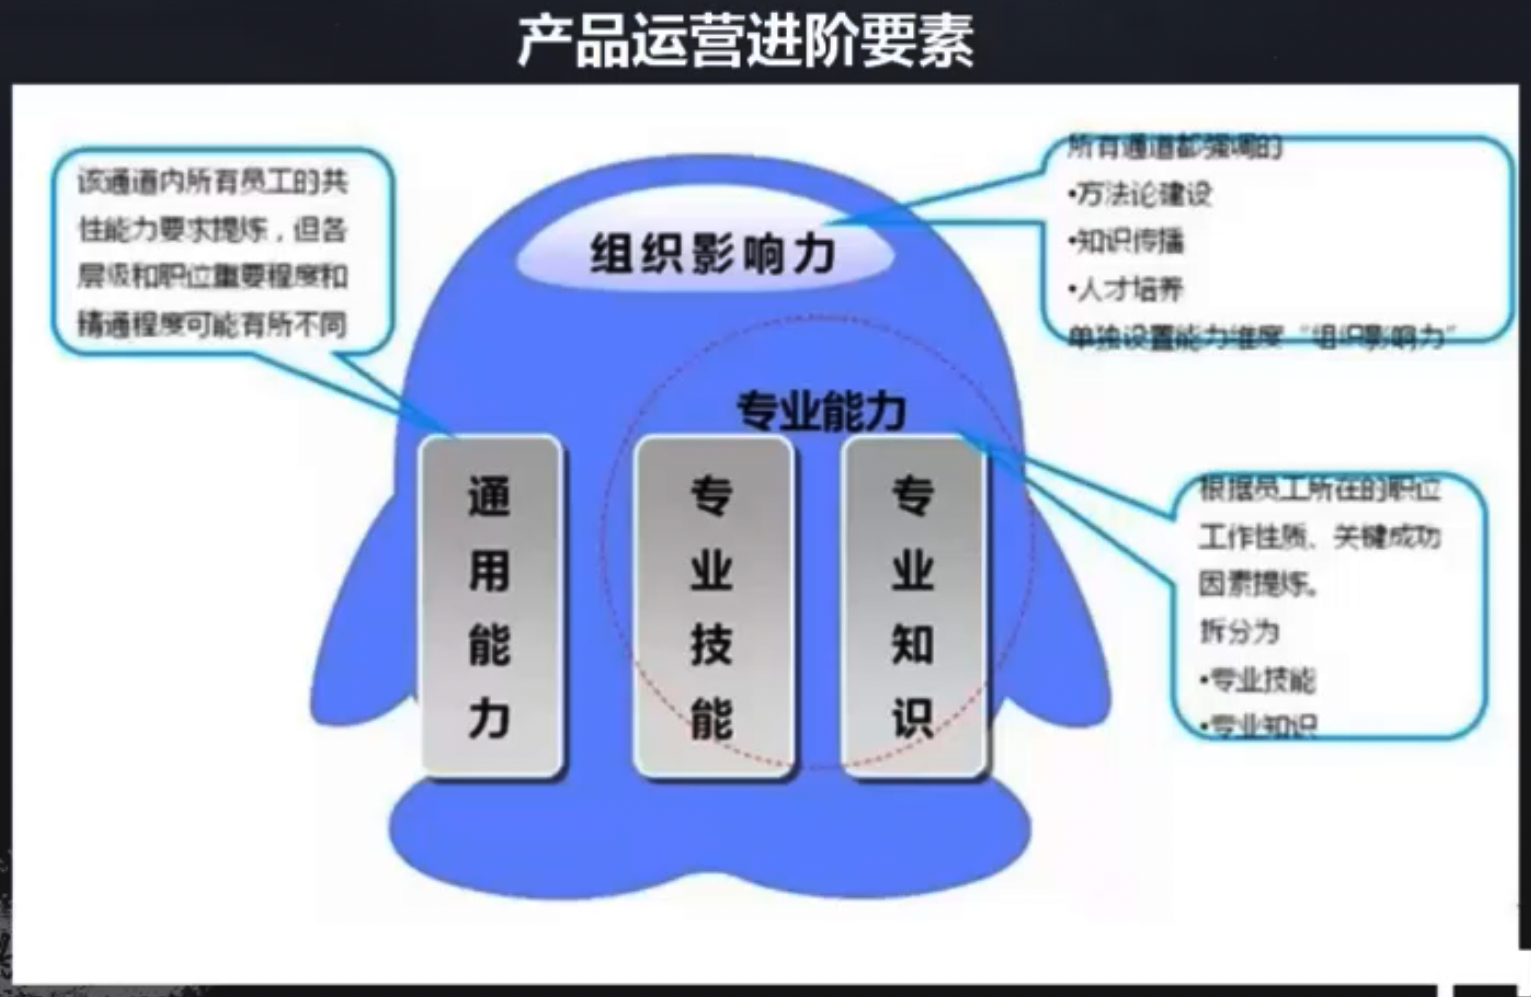 产品运营进阶要素
该通道内所有员工的共
性能力要求提炼，但各
层级和职位重要程度和
精通程度可能有所不同
组织影响力
所有通道都强调的
•方法论建设
•知识传播
•人才培养
单独设置能力维度“组织影响力”
专业能力
通用能力
专业技能
专业知识
根据员工所在的职位
工作性质、关键成功
因素提炼。
拆分为
•专业技能
•专业知识